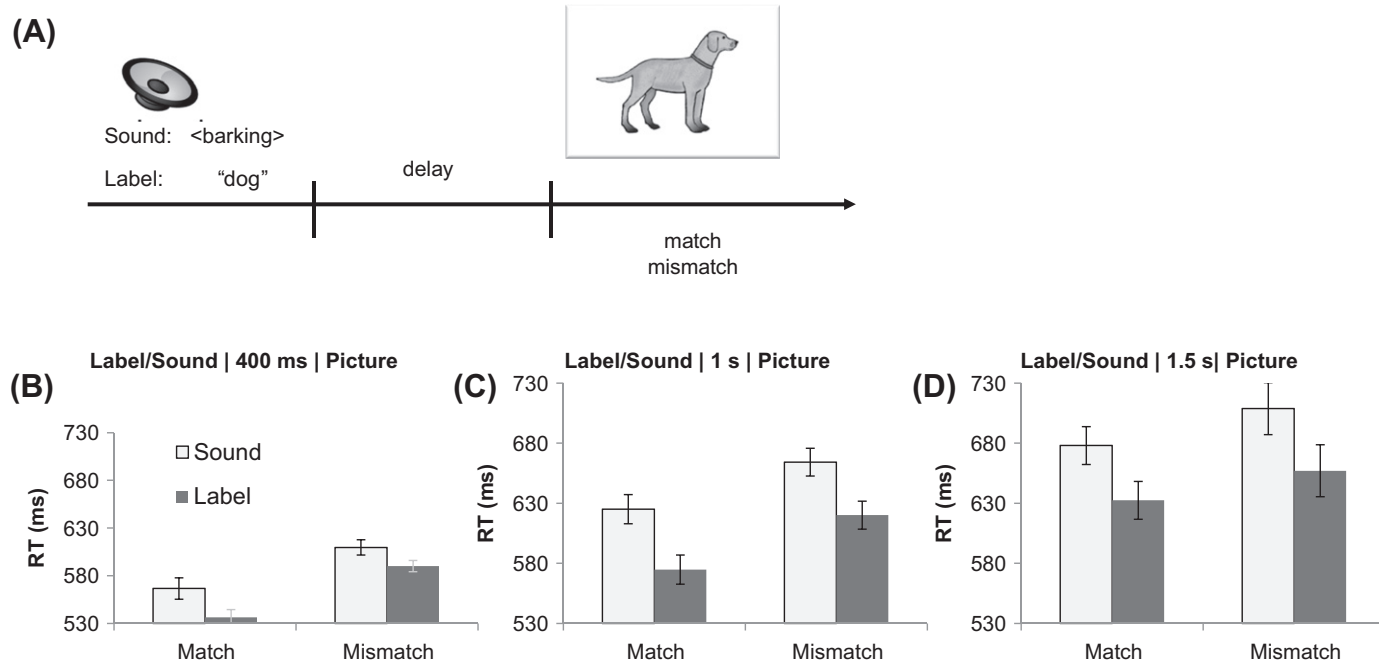 (A)
Sound: <barking>
Label: “dog”
delay
match
mismatch
Label/Sound | 400 ms | Picture
(B)
730
680
630
580
530
RT (ms)
Sound
Label
Match Mismatch
Label/Sound | 1 s | Picture
(C)
730
680
630
580
530
RT (ms)
Match Mismatch
Label/Sound | 1.5 s| Picture
(D)
730
680
630
580
530
RT (ms)
Match Mismatch